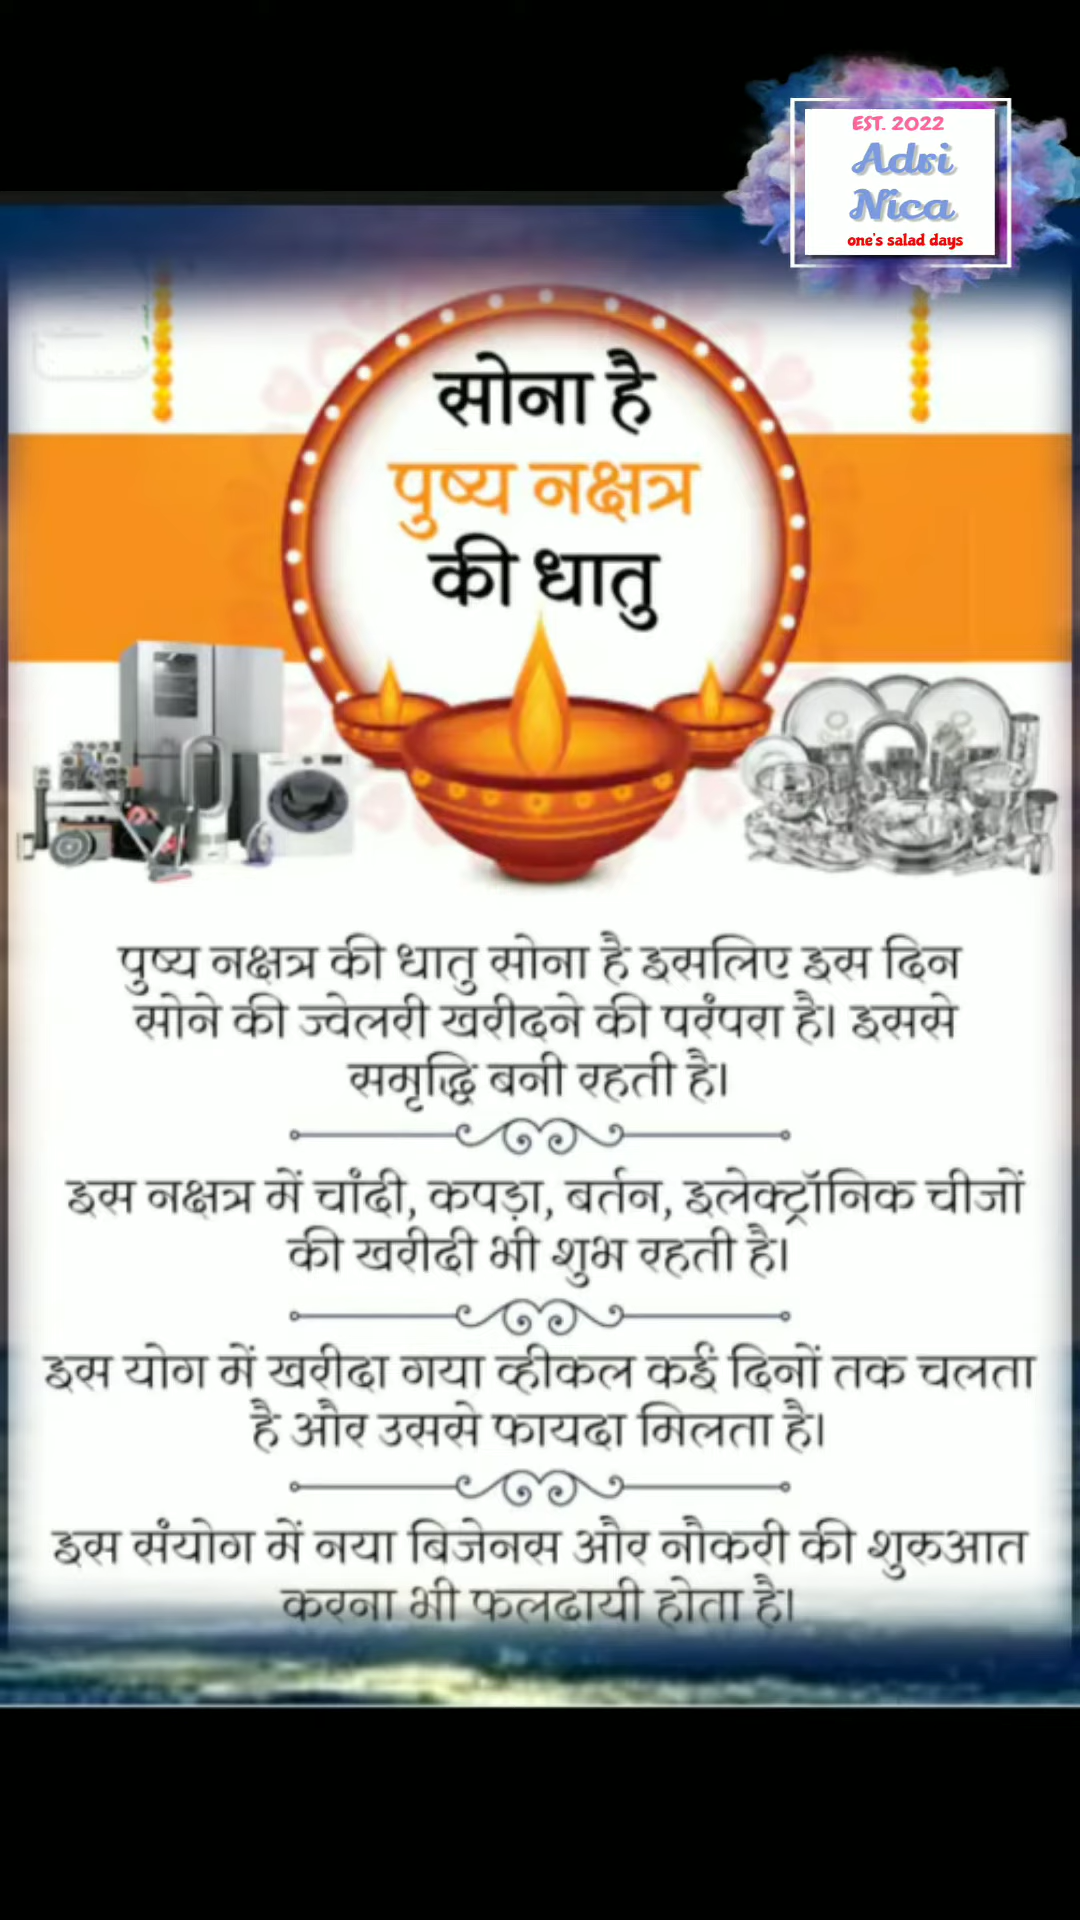 EST. 2022
Adri
Nica
one's salad days
सोना है
पुष्य नक्षत्र
की धातु
पुष्य नक्षत्र की धातु सोना है इसलिए इस दिन
सोने की ज्वेलरी खरीदने की परंपरा है। इससे
समृद्धि बनी रहती है।
इस नक्षत्र में चांदी, कपड़ा, बर्तन, इलेक्ट्रॉनिक चीजों
की खरीदी भी शुभ रहती है।
इस योग में खरीदा गया व्हीकल कई दिनों तक चलता
है और उससे फायदा मिलता है।
इस संयोग में नया बिजेनस और नौकरी की शुरुआत
करना भी फलदायी होता है।